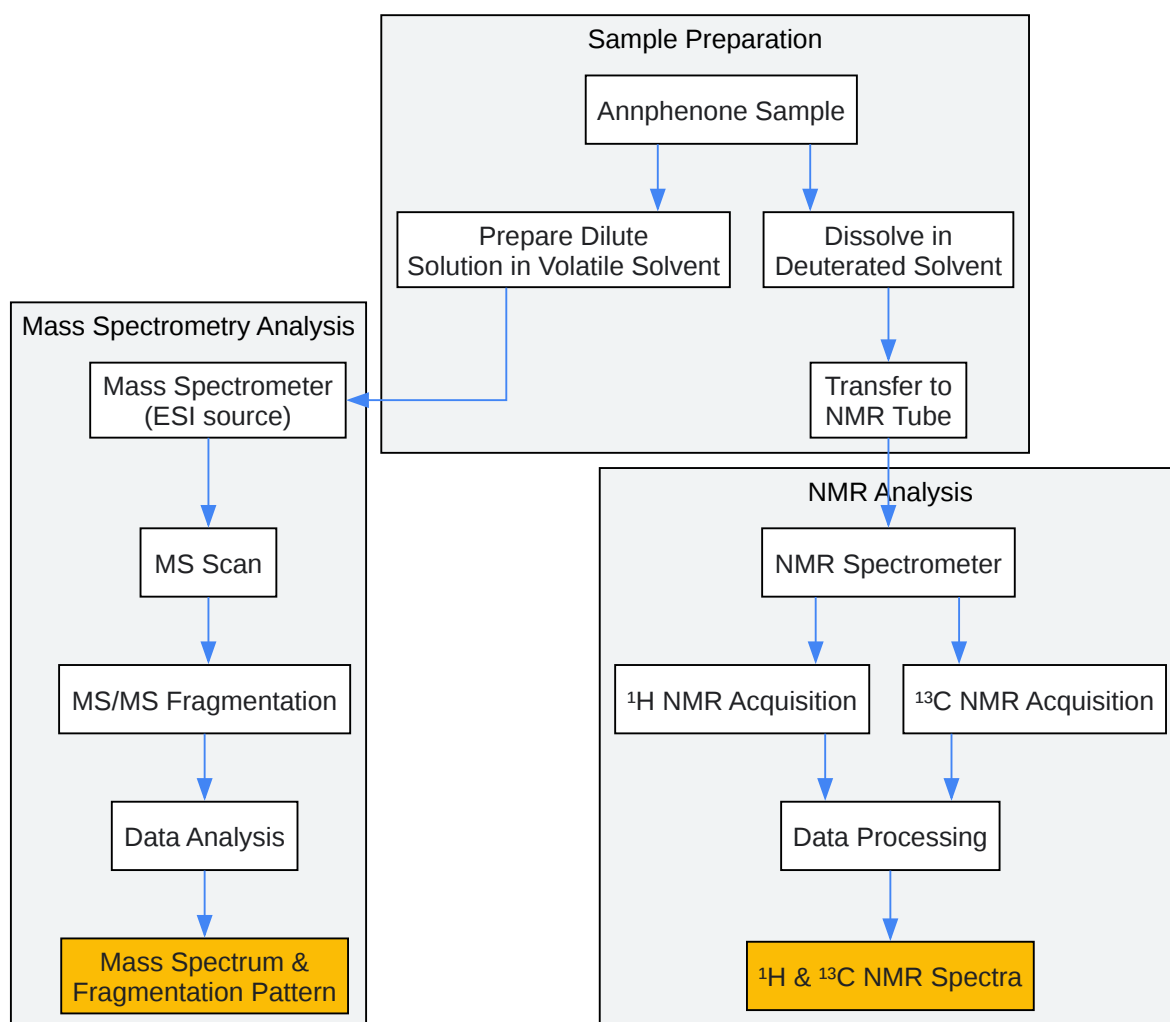 Sample Preparation
Annphenone Sample
Prepare Dilute
Solution in Volatile Solvent
Dissolve in
Deuterated Solvent
Transfer to
NMR Tube
Mass Spectrometry Analysis
Mass Spectrometer
(ESI source)
MS Scan
MS/MS Fragmentation
Data Analysis
Mass Spectrum &
Fragmentation Pattern
NMR Analysis
NMR Spectrometer
¹H NMR Acquisition
¹³C NMR Acquisition
Data Processing
¹H & ¹³C NMR Spectra